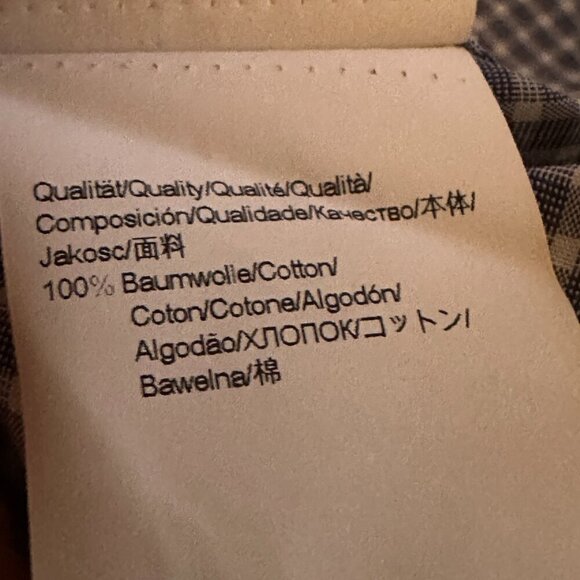 Qualität/Quality/Qualité/Qualità/
Composición/Qualidade/Качество/本体/
Jakosc/面料
100% Baumwolle/Cotton/
Coton/Cotone/Algodón/
Algodão/ХЛОПОК/コットン/
Bawelna/棉